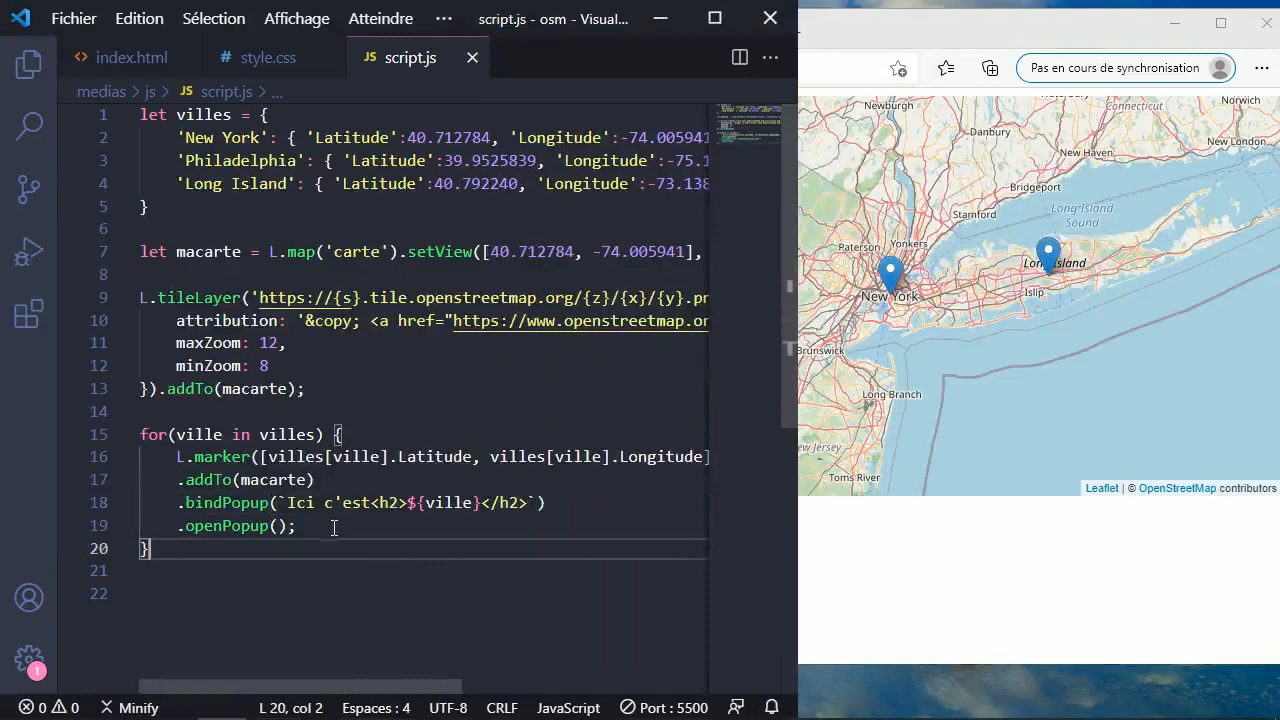 Fichier Edition Sélection Affichage Atteindre ··· script.js - osm - Visual...
index.html # style.css JS script.js
medias > js > JS script.js > ...
1 let villes = {
2 'New York': { 'Latitude':40.712784, 'Longitude':-74.005941
3 'Philadelphia': { 'Latitude':39.9525839, 'Longitude':-75.1
4 'Long Island': { 'Latitude':40.792240, 'Longitude':-73.138
5 }
6
7 let macarte = L.map('carte').setView([40.712784, -74.005941],
8
9 L.tileLayer('https://{s}.tile.openstreetmap.org/{z}/{x}/{y}.pn
10 attribution: '&copy; <a href="https://www.openstreetmap.or
11 maxZoom: 12,
12 minZoom: 8
13 }).addTo(macarte);
14
15 for(ville in villes) {
16 L.marker([villes[ville].Latitude, villes[ville].Longitude]
17 .addTo(macarte)
18 .bindPopup(`Ici c'est<h2>${ville}</h2>`)
19 .openPopup();
20 }
21
22
1
0 0 Minify L 20, col 2 Espaces : 4 UTF-8 CRLF JavaScript Port : 5500
Pas en cours de synchronisation
Newburgh
Connecticut
Norwich
Danbury
New London
New Haven
Bridgeport
Long Island
Sound
Stamford
Paterson Yonkers
Long Island
New York
Islip
Brunswick
Long Branch
New Jersey
Toms River
Leaflet | © OpenStreetMap contributors